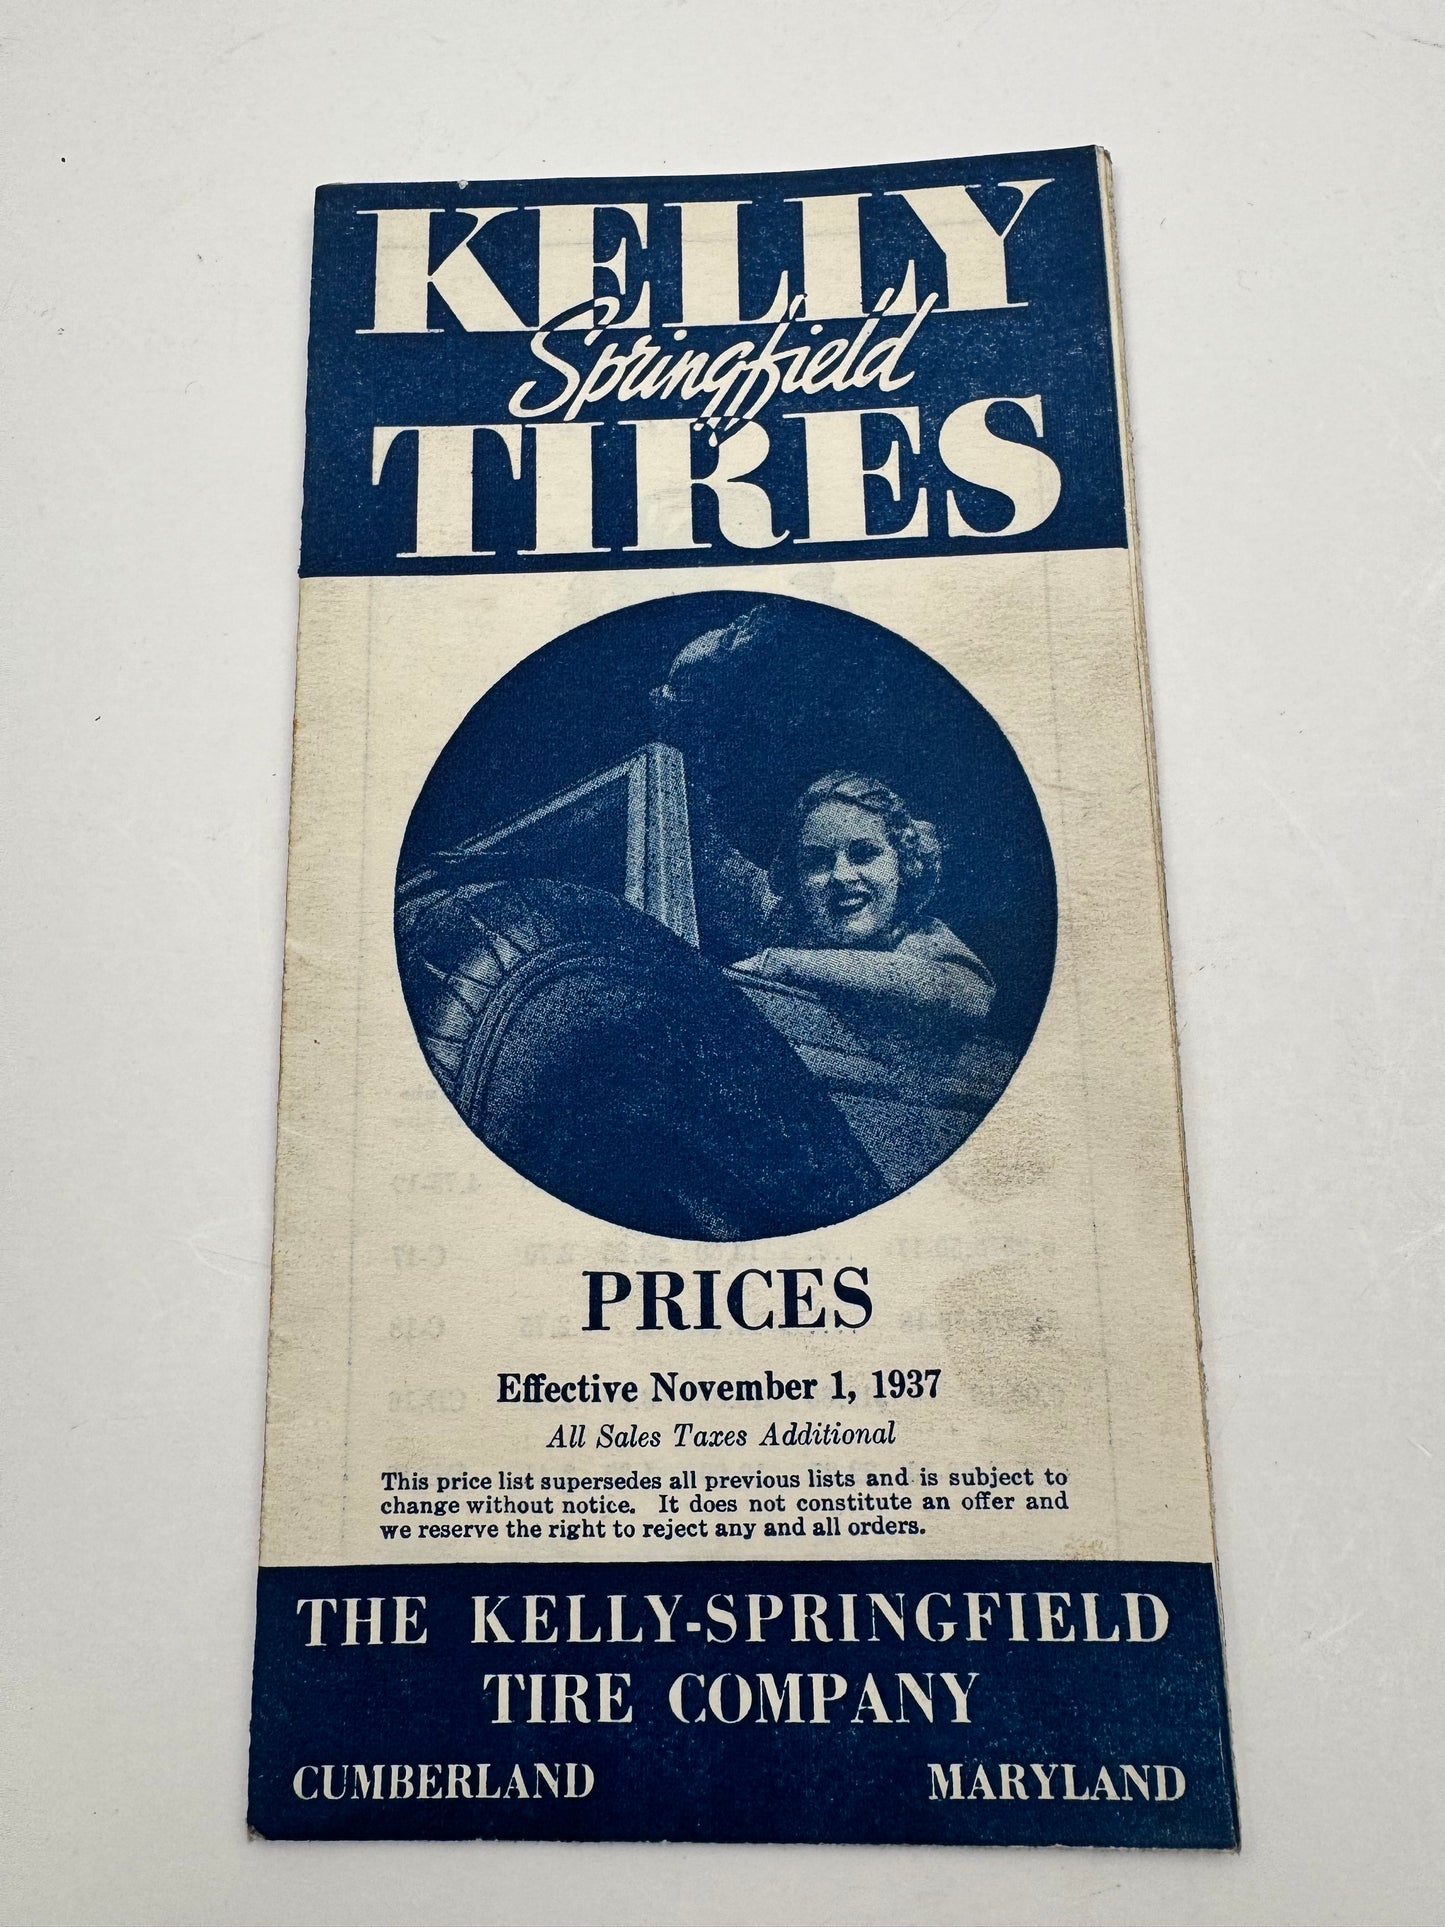 KELLY
Springfield
TIRES
PRICES
Effective November 1, 1937
All Sales Taxes Additional
This price list supersedes all previous lists and is subject to
change without notice. It does not constitute an offer and
we reserve the right to reject any and all orders.
THE KELLY-SPRINGFIELD
TIRE COMPANY
CUMBERLAND MARYLAND